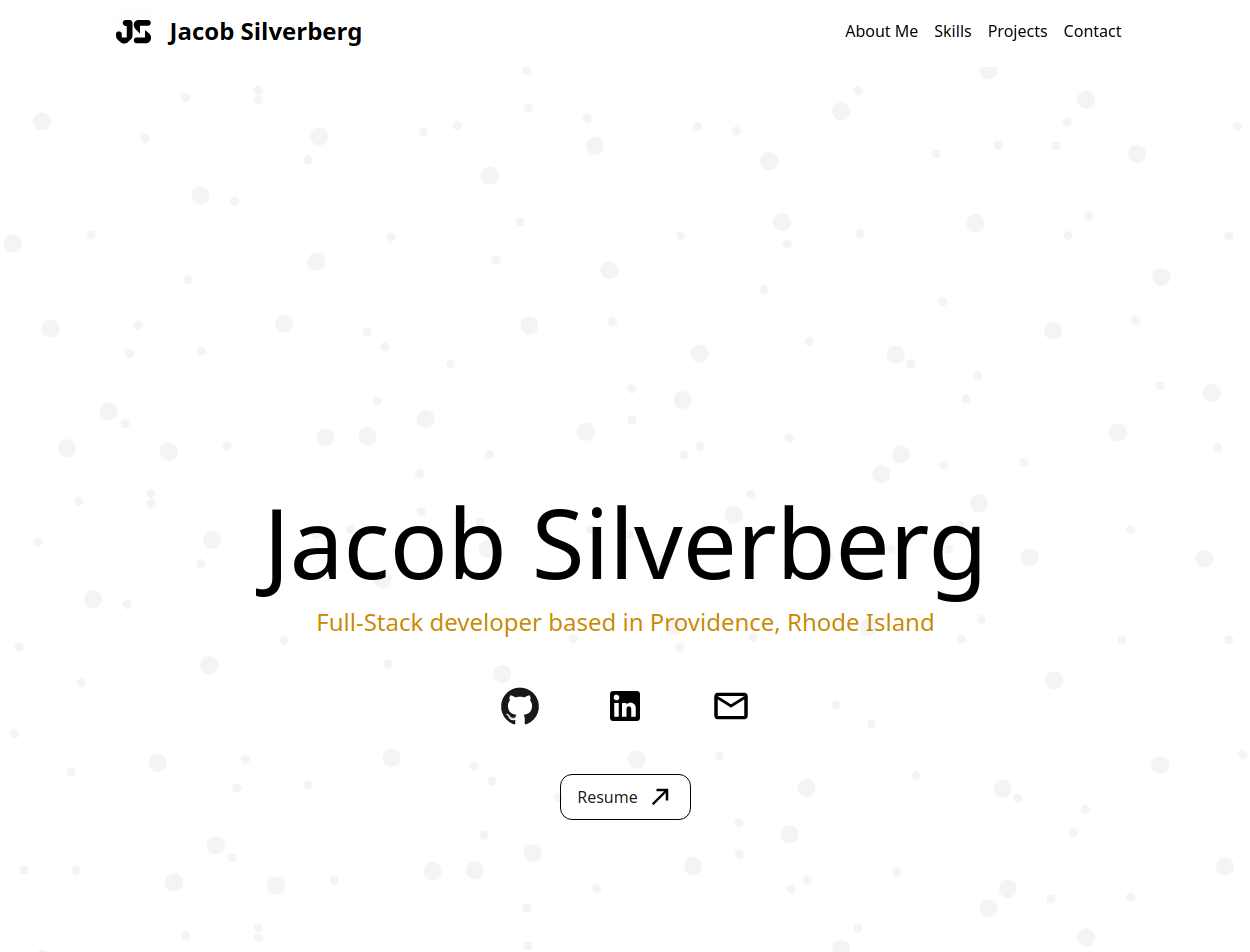 JS Jacob Silverberg
About Me Skills Projects Contact
Jacob Silverberg
Full-Stack developer based in Providence, Rhode Island
in
Resume